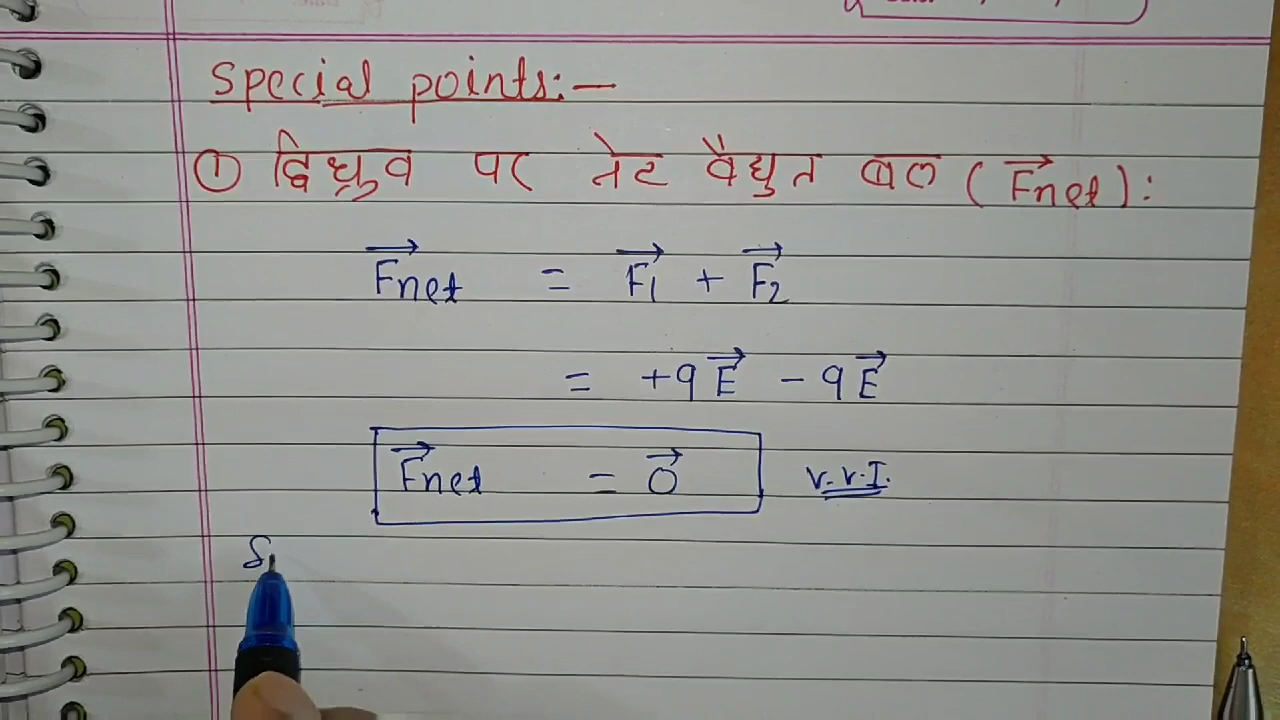 Special points:-
① द्विध्रुव पर नेट वैद्युत बल (F⃗net):
F⃗net = F⃗1 + F⃗2
= +qE⃗ - qE⃗
F⃗net = 0⃗ v.v.I.
S